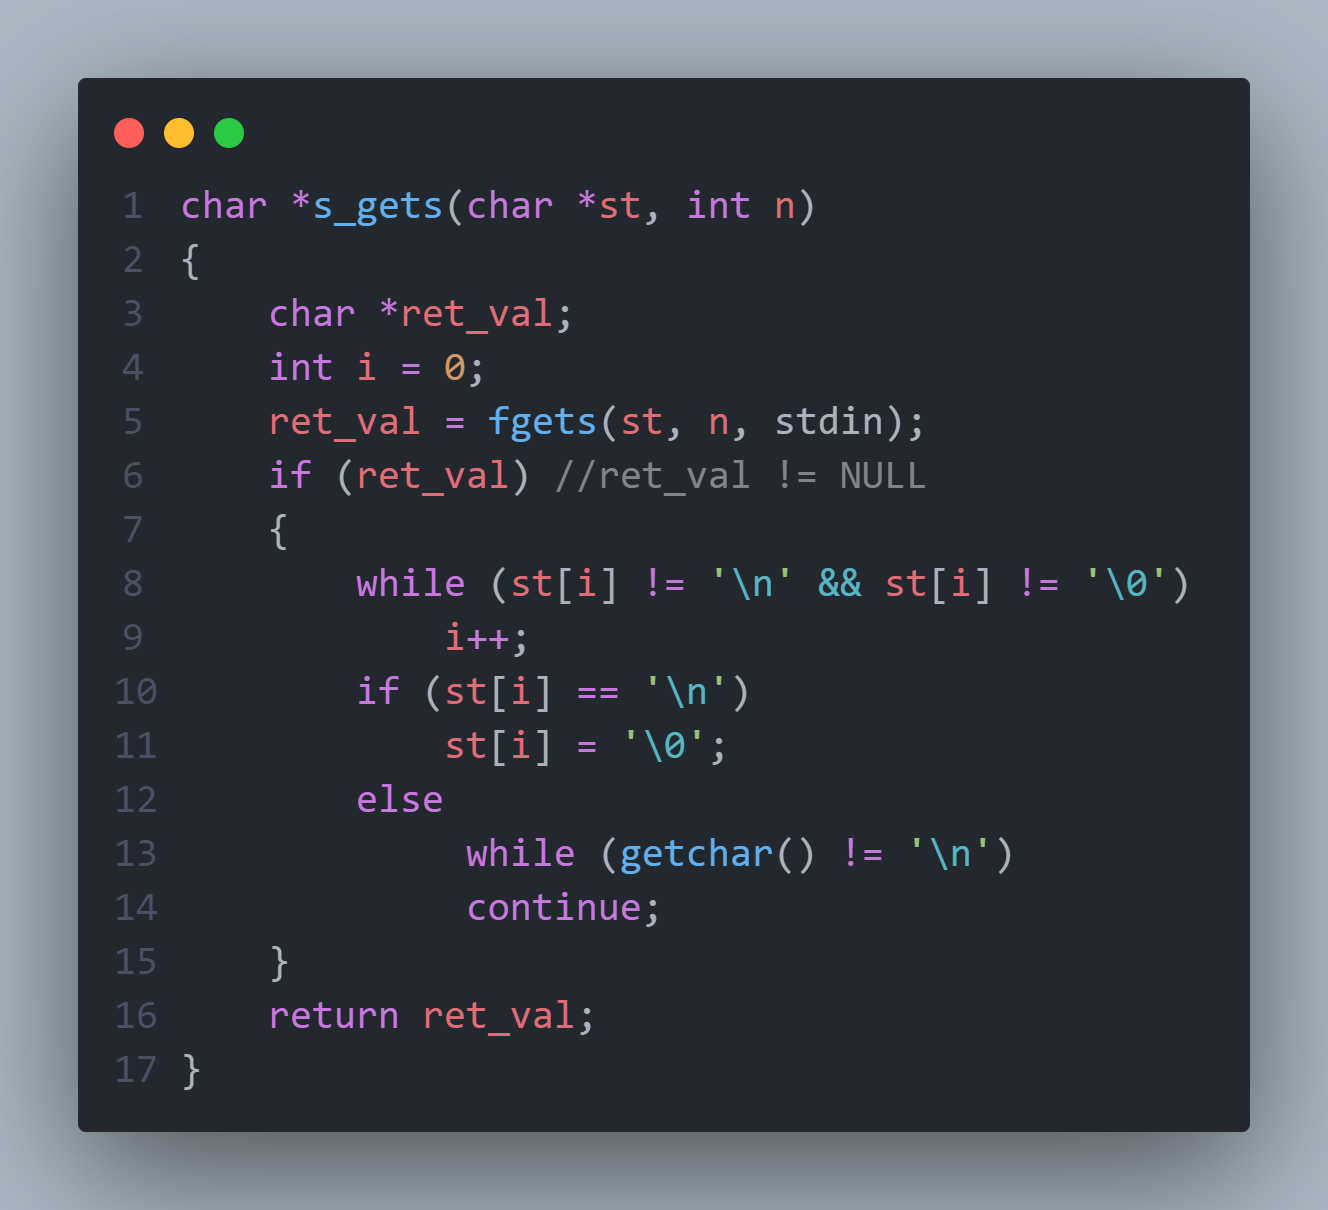 1 char *s_gets(char *st, int n)
2 {
3     char *ret_val;
4     int i = 0;
5     ret_val = fgets(st, n, stdin);
6     if (ret_val) //ret_val != NULL
7     {
8         while (st[i] != '\n' && st[i] != '\0')
9             i++;
10         if (st[i] == '\n')
11             st[i] = '\0';
12         else
13              while (getchar() != '\n')
14              continue;
15     }
16     return ret_val;
17 }